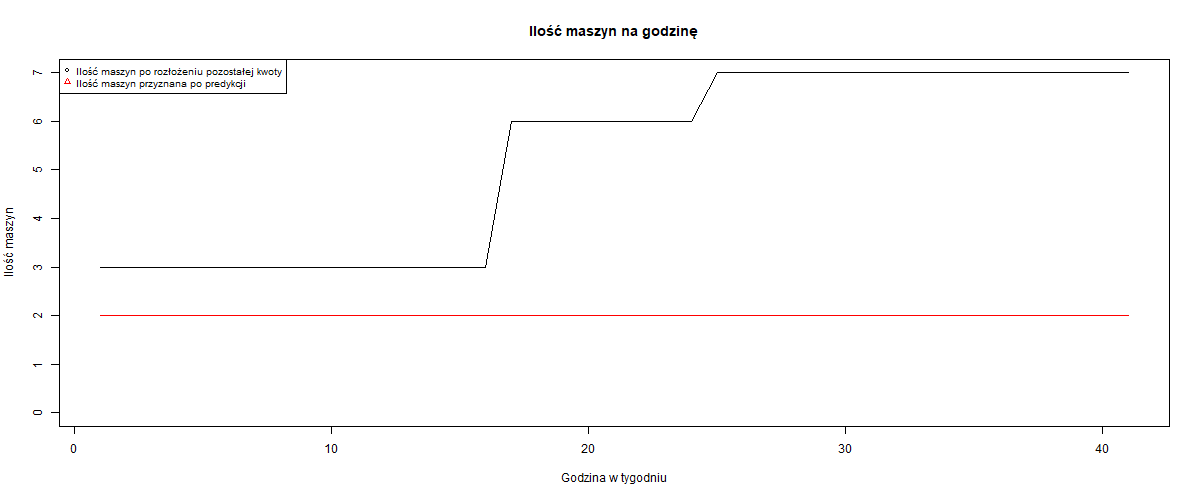 Ilość maszyn na godzinę
Ilość maszyn po rozłożeniu pozostałej kwoty
Ilość maszyn przyznana po predykcji
7
6
5
4
3
2
1
0
Ilość maszyn
0 10 20 30 40
Godzina w tygodniu